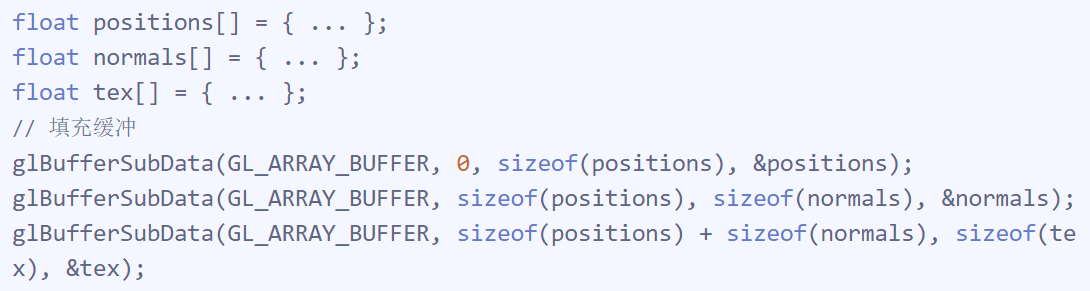 float positions[] = { ... };
float normals[] = { ... };
float tex[] = { ... };
// 填充缓冲
glBufferSubData(GL_ARRAY_BUFFER, 0, sizeof(positions), &positions);
glBufferSubData(GL_ARRAY_BUFFER, sizeof(positions), sizeof(normals), &normals);
glBufferSubData(GL_ARRAY_BUFFER, sizeof(positions) + sizeof(normals), sizeof(te
x), &tex);